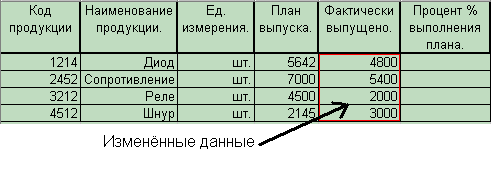 Код продукции Наименование продукции. Ед. измерения. План выпуска. Фактически выпущено. Процент % выполнения плана.
1214 Диод шт. 5642 4800
2452 Сопротивление шт. 7000 5400
3212 Реле шт. 4500 2000
4512 Шнур шт. 2145 3000
Изменённые данные